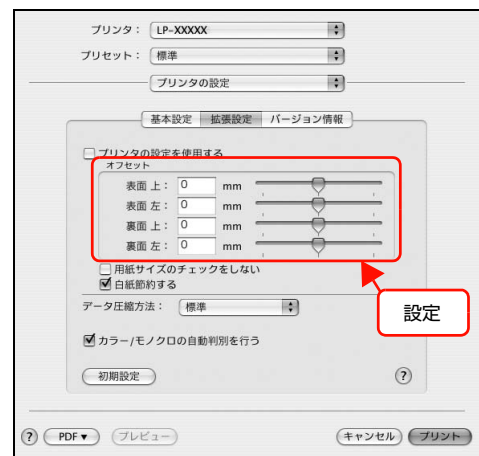 プリンタ： LP-XXXXX
プリセット： 標準
プリンタの設定
基本設定 拡張設定 バージョン情報
プリンタの設定を使用する
オフセット
表面 上： 0 mm
表面 左： 0 mm
裏面 上： 0 mm
裏面 左： 0 mm
用紙サイズのチェックをしない
白紙節約する
データ圧縮方法： 標準
設定
カラー/モノクロの自動判別を行う
初期設定 ?
? PDF▼ プレビュー キャンセル プリント